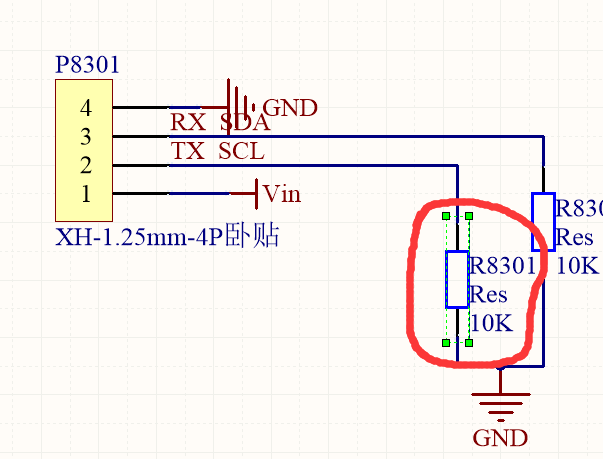 P8301
4
GND
3
RX SDA
2
TX SCL
1
Vin
XH-1.25mm-4P卧贴
R830
Res
10K
R8301
Res
10K
GND